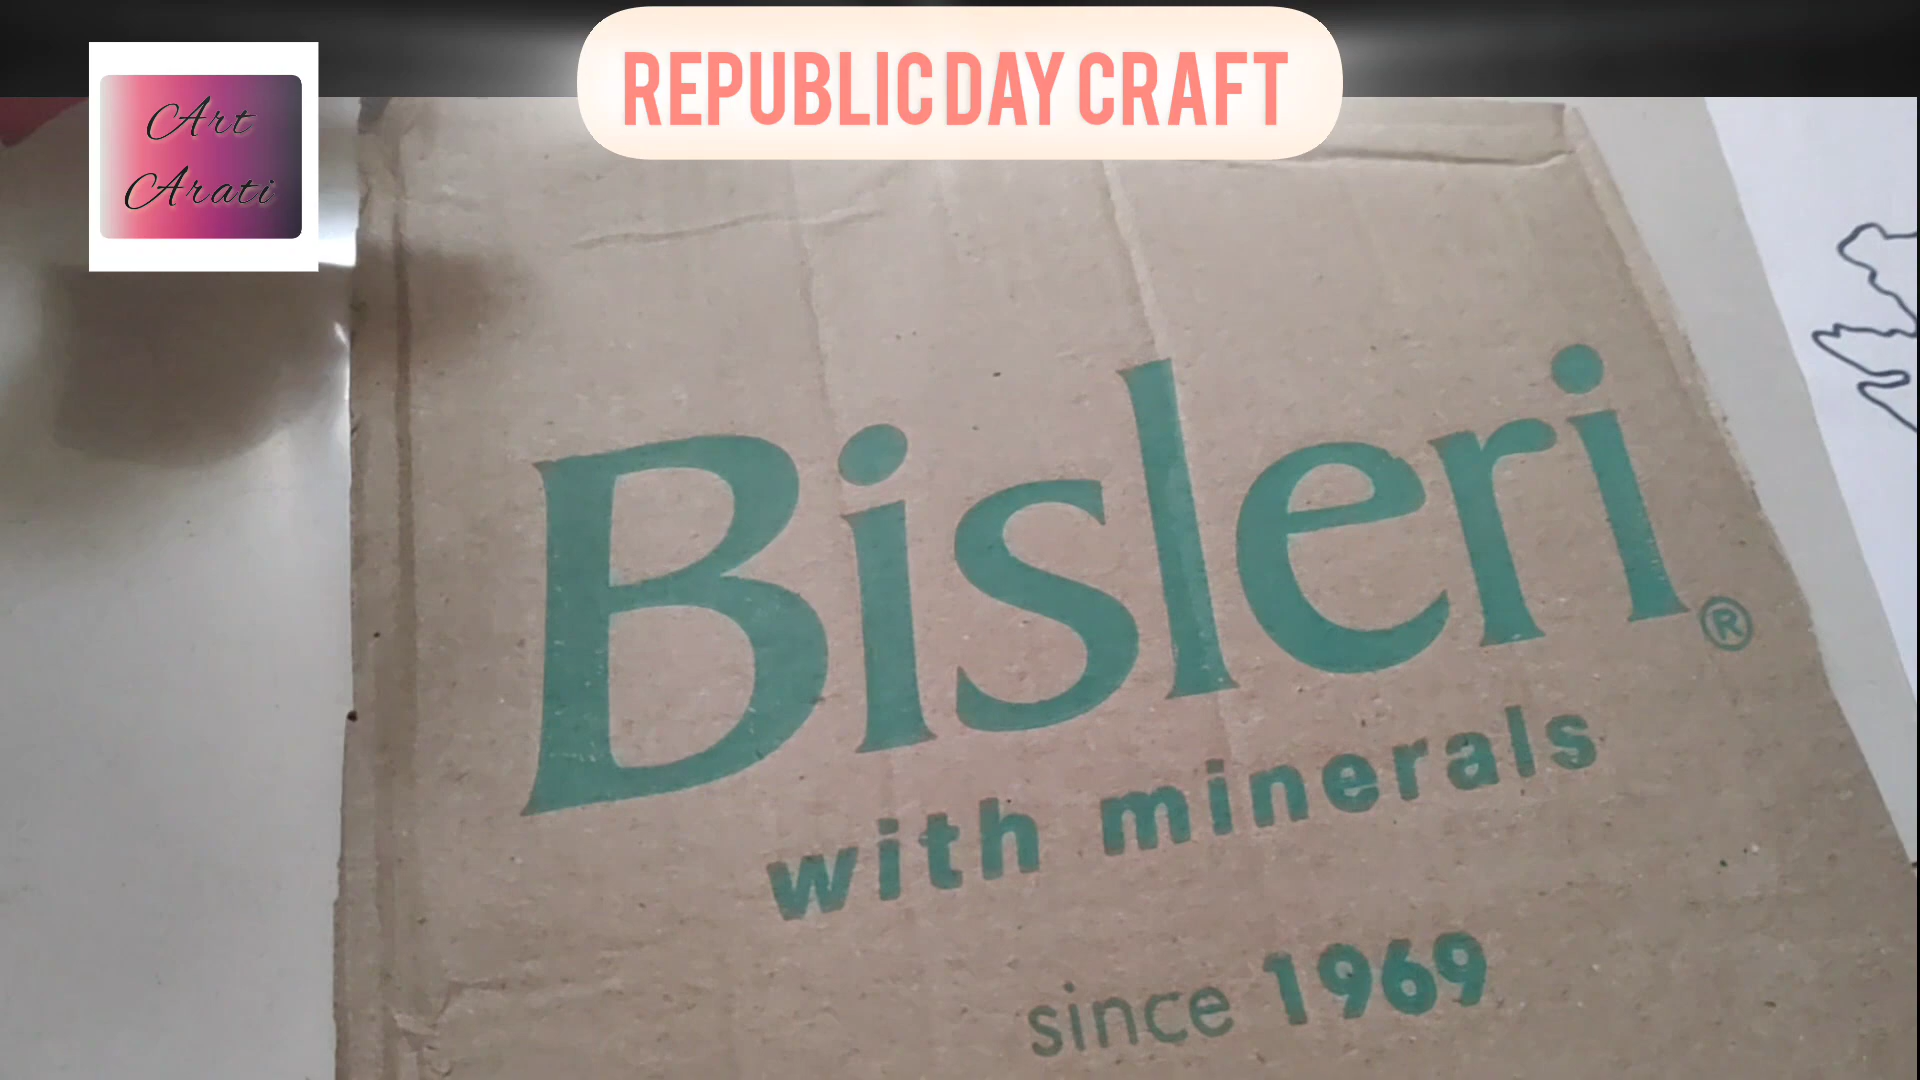 REPUBLIC DAY CRAFT
Art
Arati
Bisleri®
with minerals
since 1969